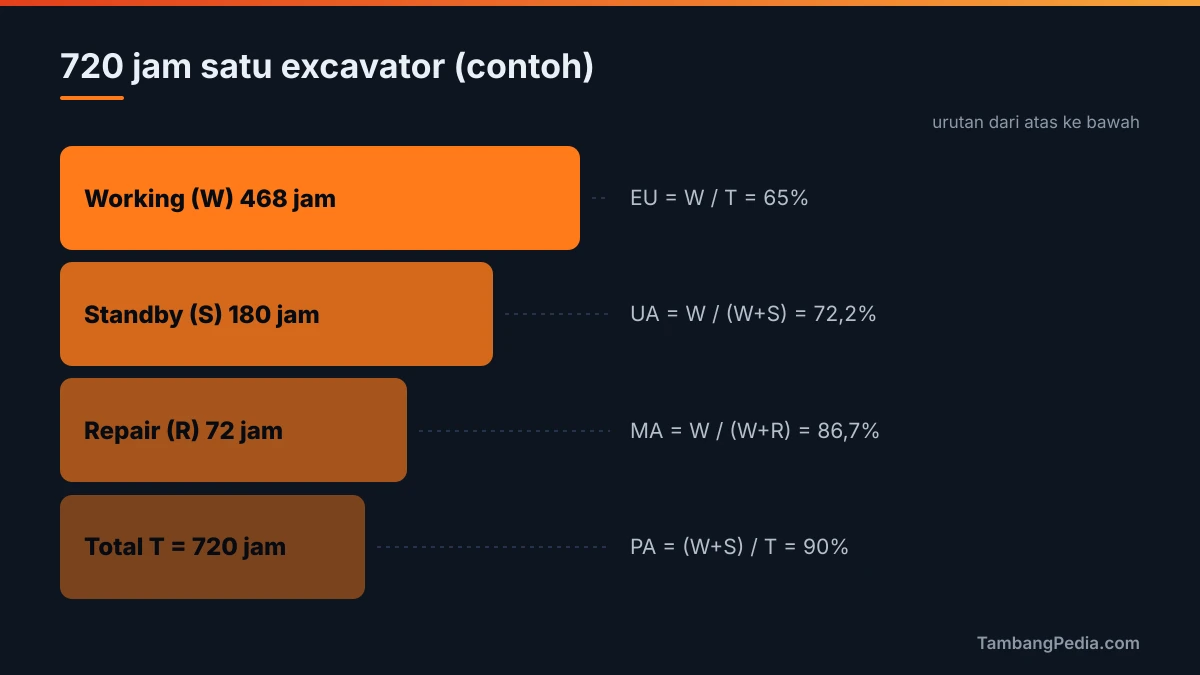 720 jam satu excavator (contoh)
urutan dari atas ke bawah
Working (W) 468 jam
EU = W / T = 65%
Standby (S) 180 jam
UA = W / (W+S) = 72,2%
Repair (R) 72 jam
MA = W / (W+R) = 86,7%
Total T = 720 jam
PA = (W+S) / T = 90%
TambangPedia.com